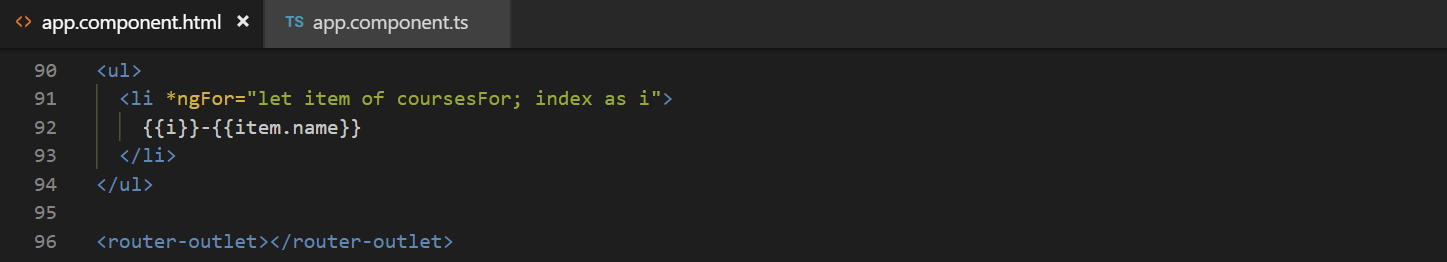 <> app.component.html × TS app.component.ts
90 <ul>
91 <li *ngFor="let item of coursesFor; index as i">
92 {{i}}-{{item.name}}
93 </li>
94 </ul>
95
96 <router-outlet></router-outlet>